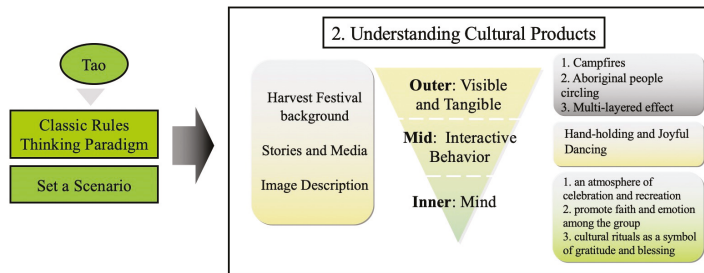 Tao
Classic Rules
Thinking Paradigm
Set a Scenario
2. Understanding Cultural Products
Harvest Festival
background
Stories and Media
Image Description
Outer: Visible
and Tangible
Mid: Interactive
Behavior
Inner: Mind
1. Campfires
2. Aboriginal people
circling
3. Multi-layered effect
Hand-holding and Joyful
Dancing
1. an atmosphere of
celebration and recreation
2. promote faith and emotion
among the group
3. cultural rituals as a symbol
of gratitude and blessing